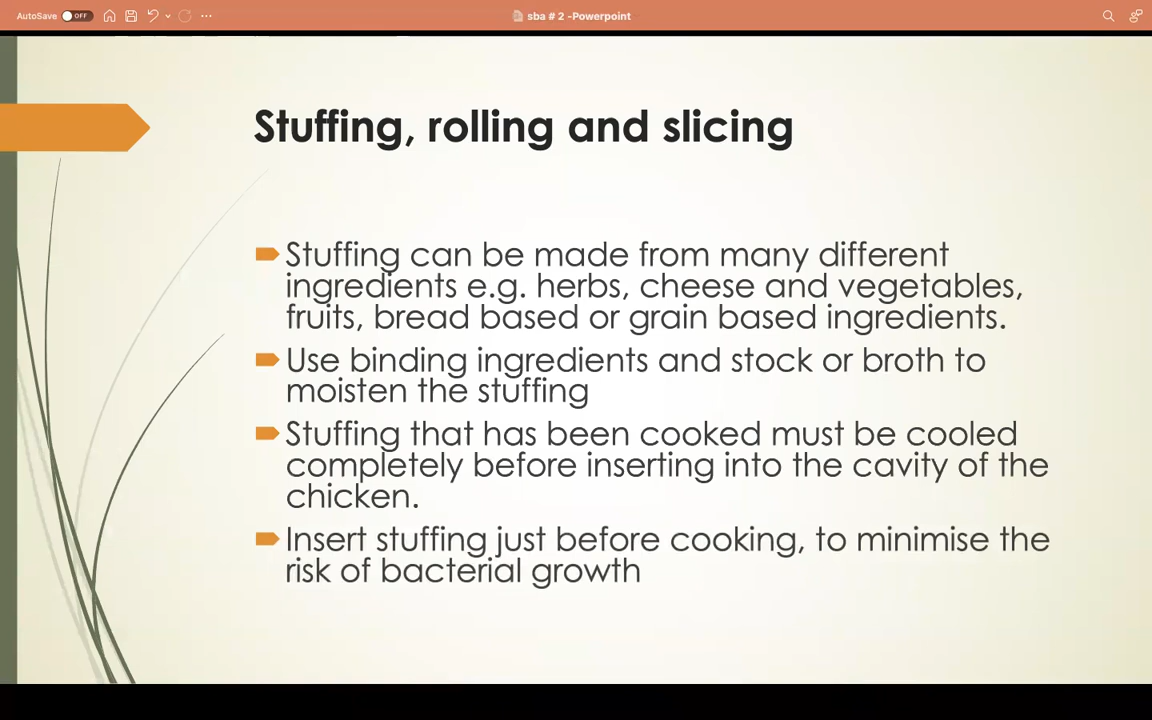 AutoSave OFF
sba # 2 -Powerpoint
Stuffing, rolling and slicing
Stuffing can be made from many different
ingredients e.g. herbs, cheese and vegetables,
fruits, bread based or grain based ingredients.
Use binding ingredients and stock or broth to
moisten the stuffing
Stuffing that has been cooked must be cooled
completely before inserting into the cavity of the
chicken.
Insert stuffing just before cooking, to minimise the
risk of bacterial growth